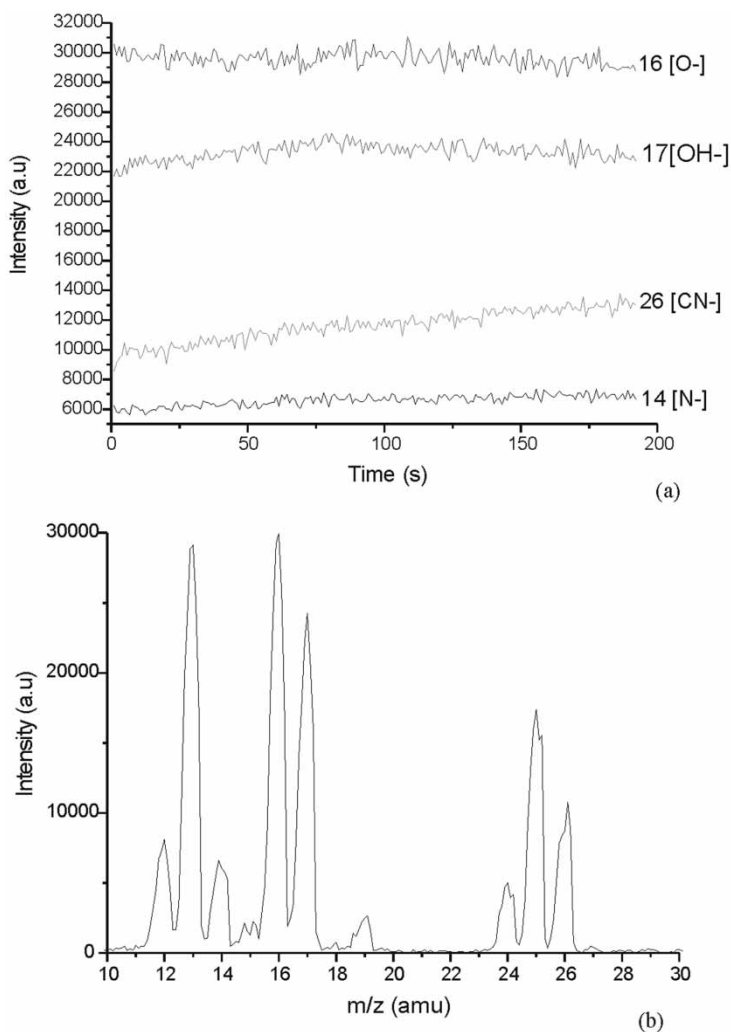 32000
30000
28000
26000
24000
22000
20000
18000
16000
14000
12000
10000
8000
6000
Intensity (a.u)
16 [O-]
17[OH-]
26 [CN-]
14 [N-]
0 50 100 150 200
Time (s)
(a)
30000
20000
10000
0
Intensity (a.u)
10 12 14 16 18 20 22 24 26 28 30
m/z (amu)
(b)